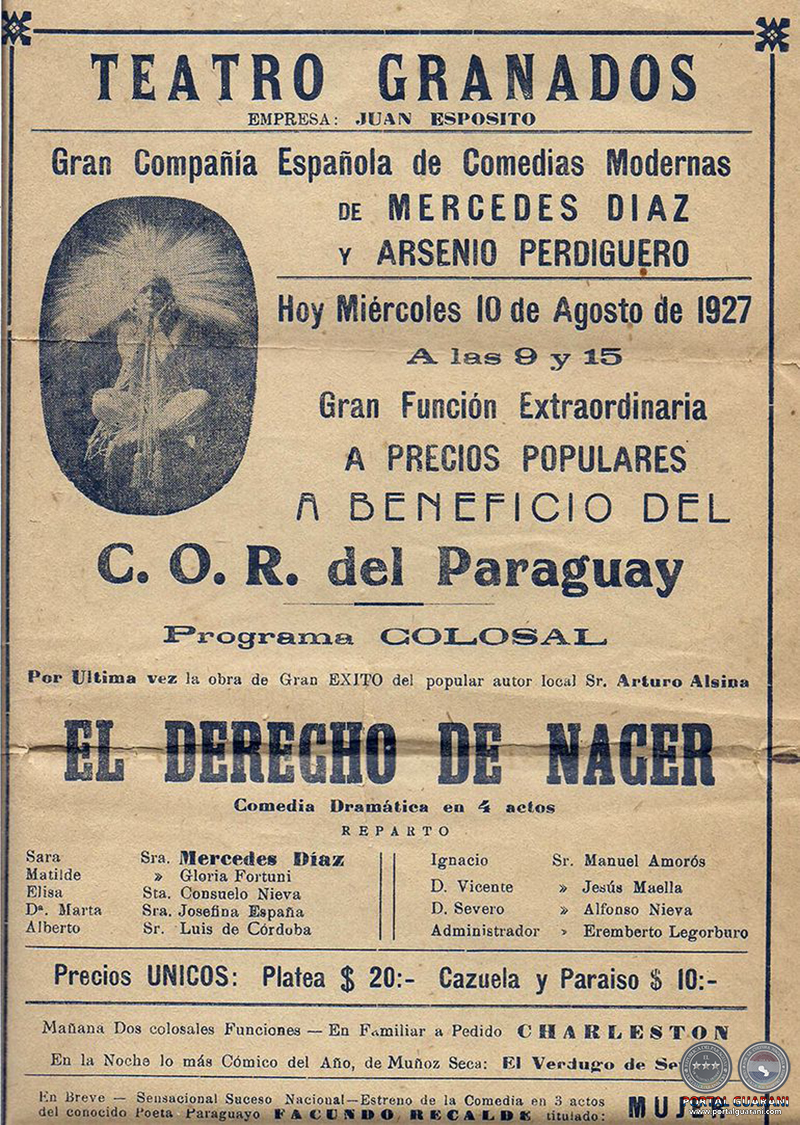 TEATRO GRANADOS
EMPRESA: JUAN ESPOSITO
Gran Compañía Española de Comedias Modernas
DE MERCEDES DIAZ
Y ARSENIO PERDIGUERO
Hoy Miércoles 10 de Agosto de 1927
A las 9 y 15
Gran Función Extraordinaria
A PRECIOS POPULARES
A BENEFICIO DEL
C. O. R. del Paraguay
Programa COLOSAL
Por Ultima vez la obra de Gran EXITO del popular autor local Sr. Arturo Alsina
EL DERECHO DE NACER
Comedia Dramática en 4 actos
REPARTO
Sara Sra. Mercedes Díaz
Matilde » Gloria Fortuni
Elisa Sta. Consuelo Nieva
Dª. Marta Sra. Josefina España
Alberto Sr. Luis de Córdoba
Ignacio Sr. Manuel Amorós
D. Vicente » Jesús Maella
D. Severo » Alfonso Nieva
Administrador » Eremberto Legorburo
Precios UNICOS: Platea $ 20:- Cazuela y Paraiso $ 10:-
Mañana Dos colosales Funciones — En Familiar a Pedido CHARLESTON
En la Noche lo más Cómico del Año, de Muñoz Seca: El Verdugo de
En Breve — Sensacional Suceso Nacional—Estreno de la Comedia en 3 actos
del conocido Poeta Paraguayo FACUNDO RECALDE titulado:
PORTAL GUARANI
www.portalguarani.com